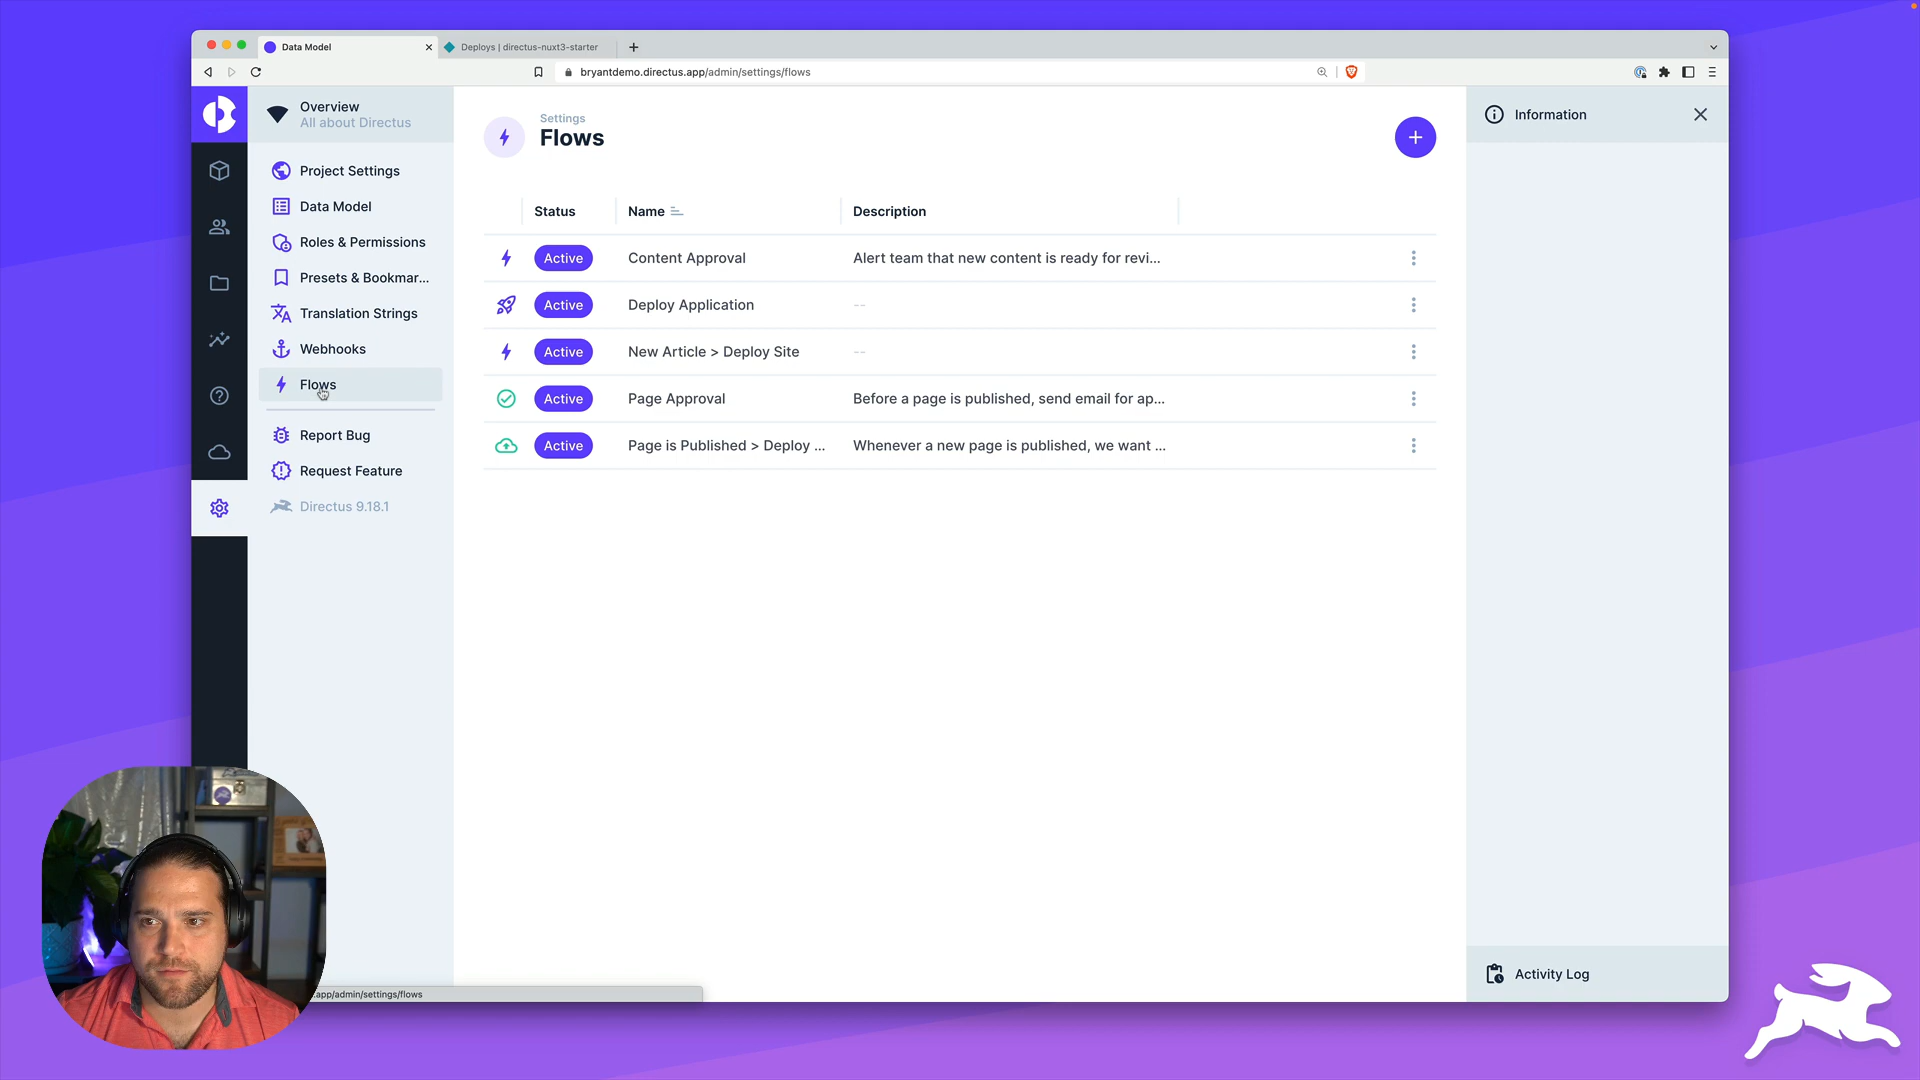 Data Model
Deploys | directus-nuxt3-starter
bryantdemo.directus.app/admin/settings/flows
Overview
All about Directus
Project Settings
Data Model
Roles & Permissions
Presets & Bookmar...
Translation Strings
Webhooks
Flows
Report Bug
Request Feature
Directus 9.18.1
Settings
Flows
Status Name Description
Active Content Approval Alert team that new content is ready for revi...
Active Deploy Application --
Active New Article > Deploy Site --
Active Page Approval Before a page is published, send email for ap...
Active Page is Published > Deploy ... Whenever a new page is published, we want ...
Information
Activity Log
.app/admin/settings/flows